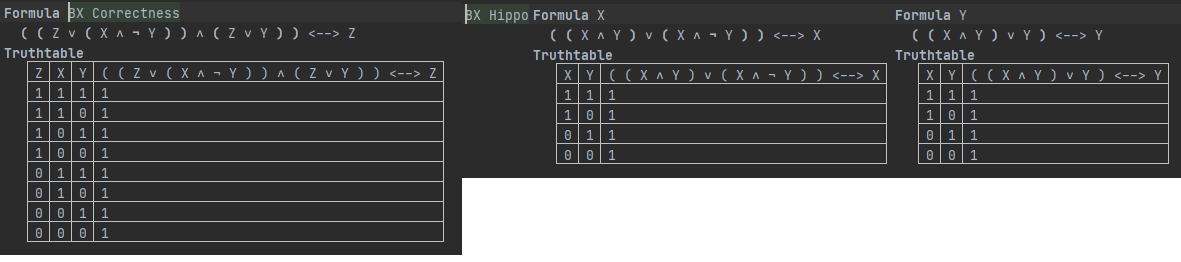 Formula BX Correctness
( ( Z ∨ ( X ∧ ¬ Y ) ) ∧ ( Z ∨ Y ) ) <--> Z
Truthtable
Z X Y ( ( Z ∨ ( X ∧ ¬ Y ) ) ∧ ( Z ∨ Y ) ) <--> Z
1 1 1 1
1 1 0 1
1 0 1 1
1 0 0 1
0 1 1 1
0 1 0 1
0 0 1 1
0 0 0 1
BX Hippo Formula X
( ( X ∧ Y ) ∨ ( X ∧ ¬ Y ) ) <--> X
Truthtable
X Y ( ( X ∧ Y ) ∨ ( X ∧ ¬ Y ) ) <--> X
1 1 1
1 0 1
0 1 1
0 0 1
Formula Y
( ( X ∧ Y ) ∨ Y ) <--> Y
Truthtable
X Y ( ( X ∧ Y ) ∨ Y ) <--> Y
1 1 1
1 0 1
0 1 1
0 0 1